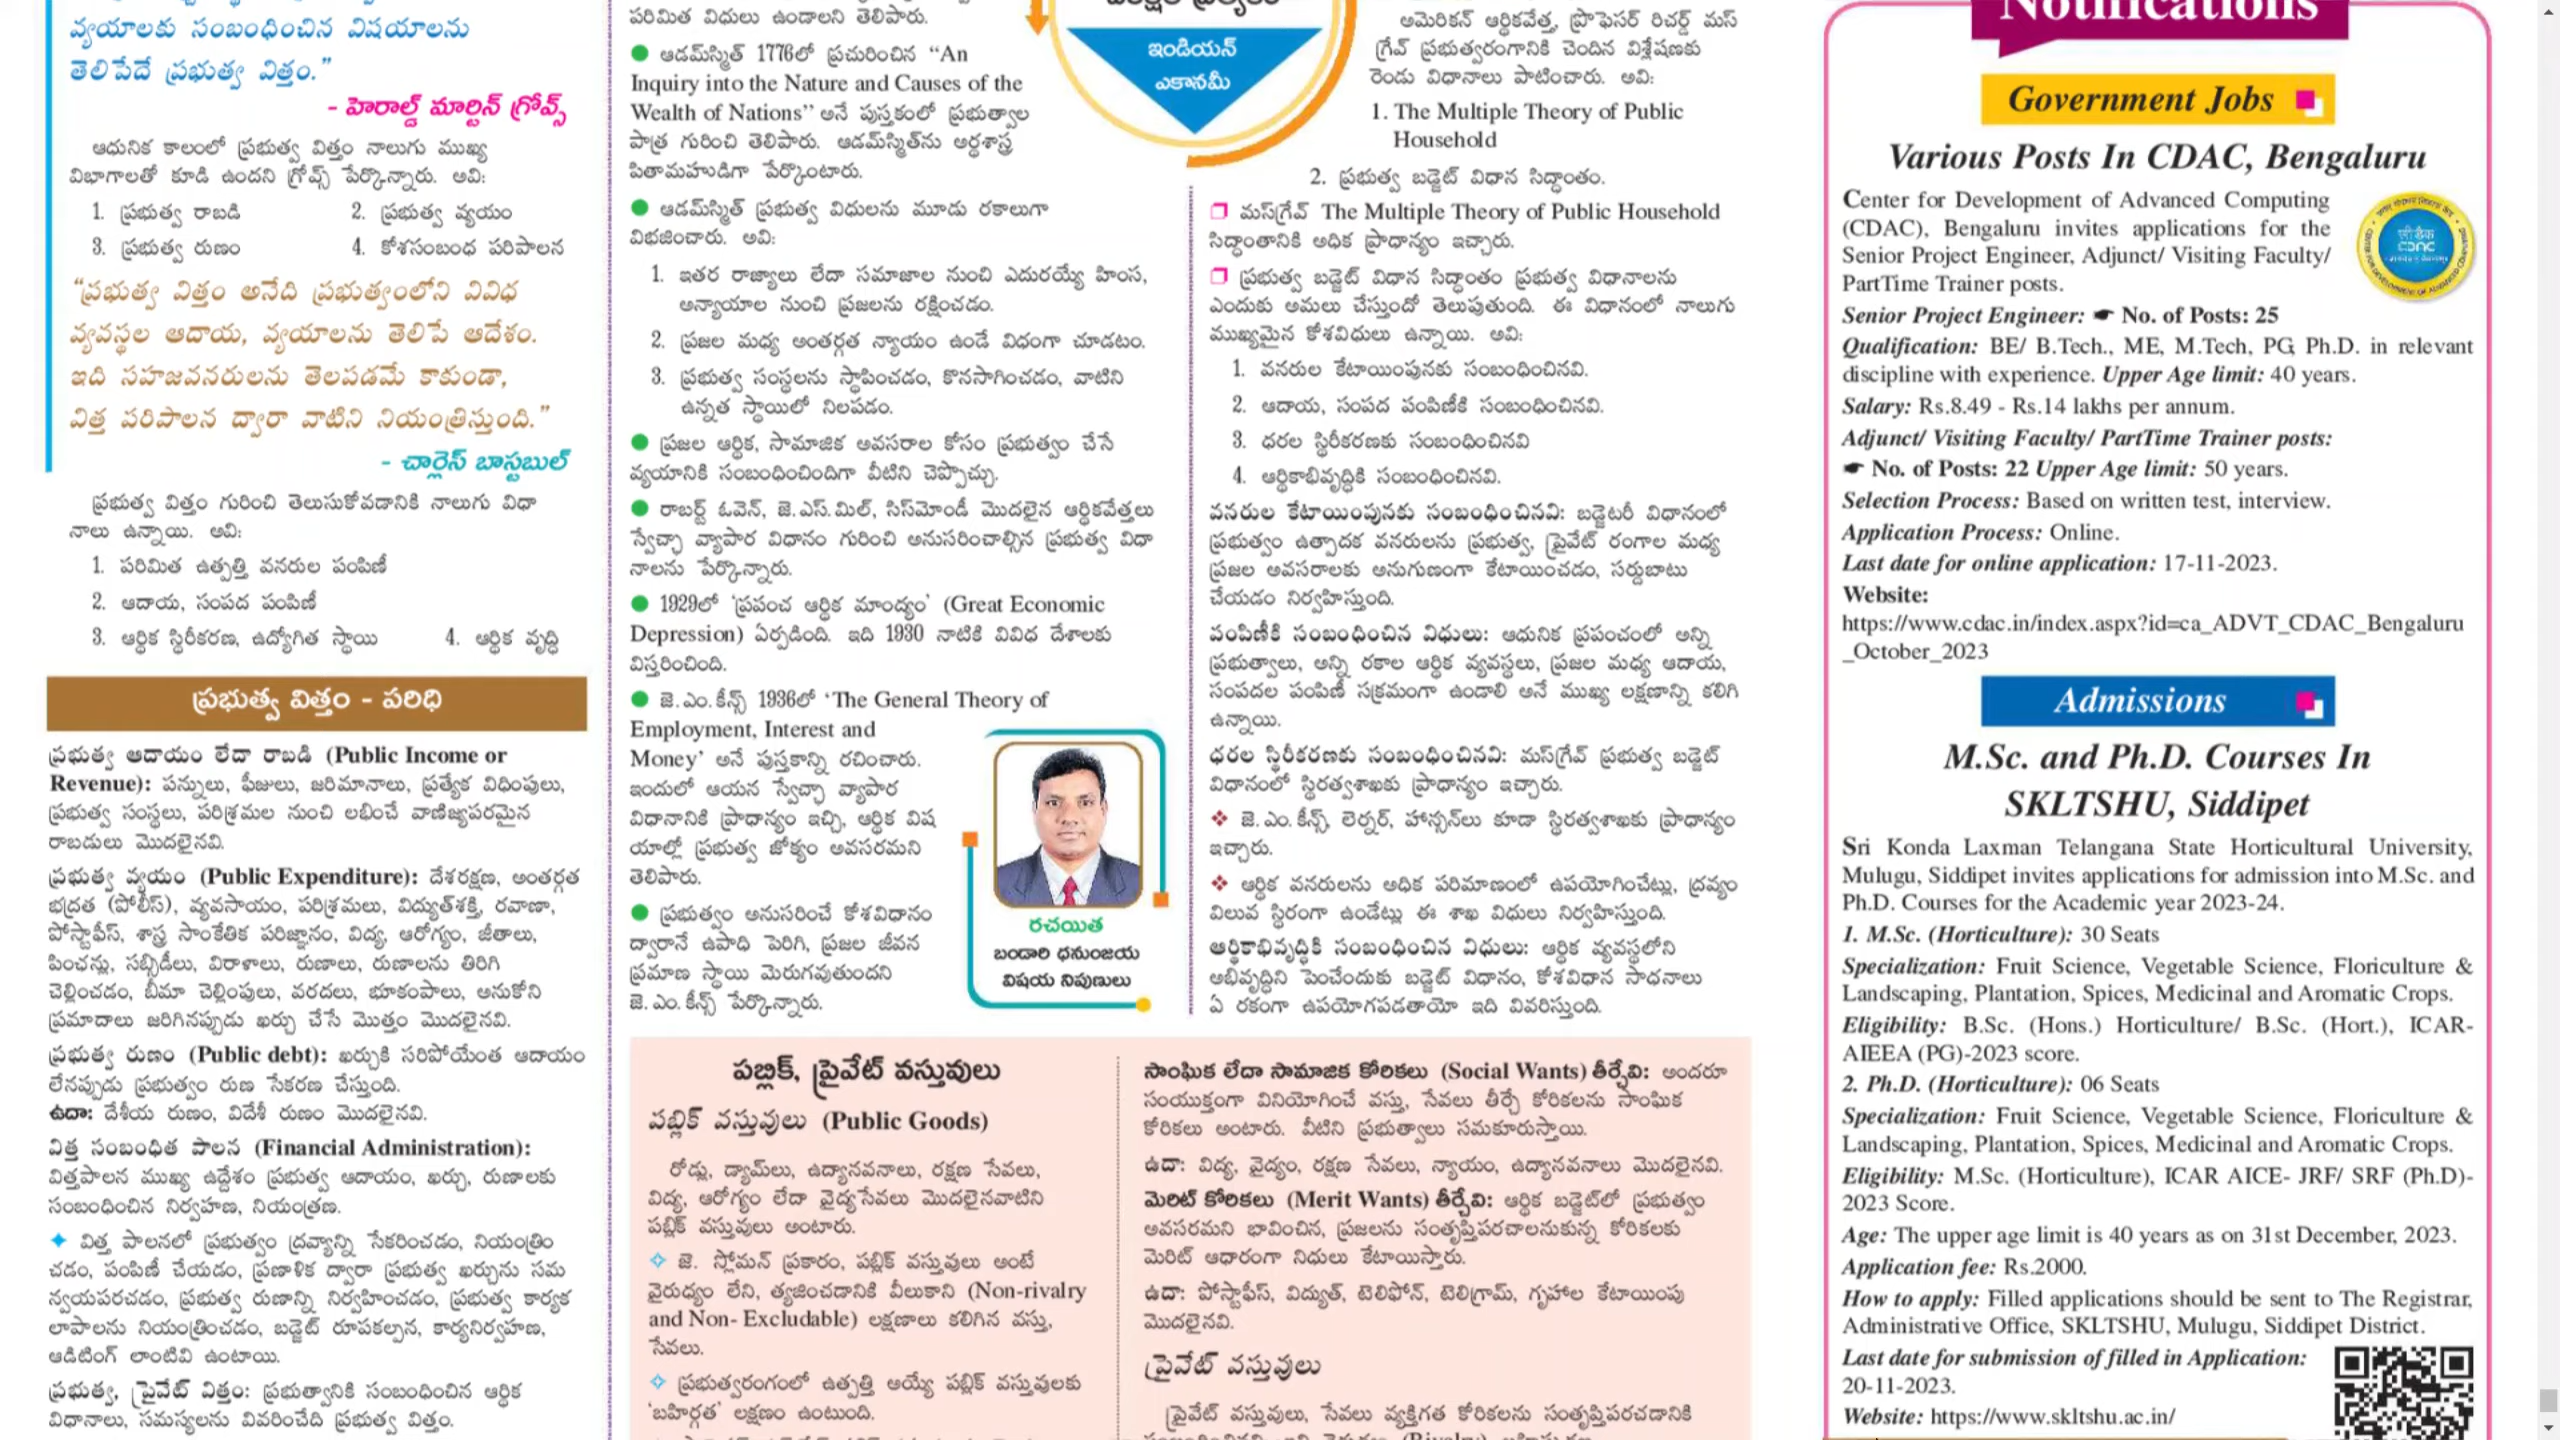 వ్యయాలకు సంబంధించిన విషయాలను
తెలిపేదే ప్రభుత్వ విత్తం.”
- హెరాల్డ్ మార్టిన్ గ్రోవ్స్
ఆధునిక కాలంలో ప్రభుత్వ విత్తం నాలుగు ముఖ్య
విభాగాలతో కూడి ఉందని గ్రోవ్స్ పేర్కొన్నారు. అవి:
1. ప్రభుత్వ రాబడి 2. ప్రభుత్వ వ్యయం
3. ప్రభుత్వ రుణం 4. కోశసంబంధ పరిపాలన
“ప్రభుత్వ విత్తం అనేది ప్రభుత్వంలోని వివిధ
వ్యవస్థల ఆదాయ, వ్యయాలను తెలిపే ఆదేశం.
ఇది సహజవనరులను తెలపడమే కాకుండా,
విత్త పరిపాలన ద్వారా వాటిని నియంత్రిస్తుంది.”
- చార్లెస్ బాస్టబుల్
ప్రభుత్వ విత్తం గురించి తెలుసుకోవడానికి నాలుగు విధా
నాలు ఉన్నాయి. అవి:
1. పరిమిత ఉత్పత్తి వనరుల పంపిణీ
2. ఆదాయ, సంపద పంపిణీ
3. ఆర్థిక స్థిరీకరణ, ఉద్యోగిత స్థాయి 4. ఆర్థిక వృద్ధి
ప్రభుత్వ విత్తం - పరిధి
ప్రభుత్వ ఆదాయం లేదా రాబడి (Public Income or
Revenue): పన్నులు, ఫీజులు, జరిమానాలు, ప్రత్యేక విధింపులు,
ప్రభుత్వ సంస్థలు, పరిశ్రమల నుంచి లభించే వాణిజ్యపరమైన
రాబడులు మొదలైనవి.
ప్రభుత్వ వ్యయం (Public Expenditure): దేశరక్షణ, అంతర్గత
భద్రత (పోలీస్), వ్యవసాయం, పరిశ్రమలు, విద్యుత్‌శక్తి, రవాణా,
పోస్టాఫీస్, శాస్త్ర సాంకేతిక పరిజ్ఞానం, విద్య, ఆరోగ్యం, జీతాలు,
పింఛన్లు, సబ్సిడీలు, విరాళాలు, రుణాలు, రుణాలను తిరిగి
చెల్లించడం, బీమా చెల్లింపులు, వరదలు, భూకంపాలు, అనుకోని
ప్రమాదాలు జరిగినప్పుడు ఖర్చు చేసే మొత్తం మొదలైనవి.
ప్రభుత్వ రుణం (Public debt): ఖర్చుకి సరిపోయేంత ఆదాయం
లేనప్పుడు ప్రభుత్వం రుణ సేకరణ చేస్తుంది.
ఉదా: దేశీయ రుణం, విదేశీ రుణం మొదలైనవి.
విత్త సంబంధిత పాలన (Financial Administration):
విత్తపాలన ముఖ్య ఉద్దేశం ప్రభుత్వ ఆదాయం, ఖర్చు, రుణాలకు
సంబంధించిన నిర్వహణ, నియంత్రణ.
✦ విత్త పాలనలో ప్రభుత్వం ద్రవ్యాన్ని సేకరించడం, నియంత్రిం
చడం, పంపిణీ చేయడం, ప్రణాళిక ద్వారా ప్రభుత్వ ఖర్చును సమ
న్వయపరచడం, ప్రభుత్వ రుణాన్ని నిర్వహించడం, ప్రభుత్వ కార్యక
లాపాలను నియంత్రించడం, బడ్జెట్ రూపకల్పన, కార్యనిర్వహణ,
ఆడిటింగ్ లాంటివి ఉంటాయి.
ప్రభుత్వ, ప్రైవేట్ విత్తం: ప్రభుత్వానికి సంబంధించిన ఆర్థిక
విధానాలు, సమస్యలను వివరించేది ప్రభుత్వ విత్తం.
పరిమిత విధులు ఉండాలని తెలిపారు.
● ఆడమ్‌స్మిత్ 1776లో ప్రచురించిన “An
Inquiry into the Nature and Causes of the
Wealth of Nations’’ అనే పుస్తకంలో ప్రభుత్వాల
పాత్ర గురించి తెలిపారు. ఆడమ్‌స్మిత్‌ను అర్థశాస్త్ర
పితామహుడిగా పేర్కొంటారు.
● ఆడమ్‌స్మిత్ ప్రభుత్వ విధులను మూడు రకాలుగా
విభజించారు. అవి:
1. ఇతర రాజ్యాలు లేదా సమాజాల నుంచి ఎదురయ్యే హింస,
అన్యాయాల నుంచి ప్రజలను రక్షించడం.
2. ప్రజల మధ్య అంతర్గత న్యాయం ఉండే విధంగా చూడటం.
3. ప్రభుత్వ సంస్థలను స్థాపించడం, కొనసాగించడం, వాటిని
ఉన్నత స్థాయిలో నిలపడం.
● ప్రజల ఆర్థిక, సామాజిక అవసరాల కోసం ప్రభుత్వం చేసే
వ్యయానికి సంబంధించిందిగా వీటిని చెప్పొచ్చు.
● రాబర్ట్ ఓవెన్, జె.ఎస్.మిల్, సిస్‌మోండీ మొదలైన ఆర్థికవేత్తలు
స్వేచ్ఛా వ్యాపార విధానం గురించి అనుసరించాల్సిన ప్రభుత్వ విధా
నాలను పేర్కొన్నారు.
● 1929లో ‘ప్రపంచ ఆర్థిక మాంద్యం’ (Great Economic
Depression) ఏర్పడింది. ఇది 1930 నాటికి వివిధ దేశాలకు
విస్తరించింది.
● జె.ఎం.కీన్స్ 1936లో ‘The General Theory of
Employment, Interest and
Money’ అనే పుస్తకాన్ని రచించారు.
ఇందులో ఆయన స్వేచ్ఛా వ్యాపార
విధానానికి ప్రాధాన్యం ఇచ్చి, ఆర్థిక విష
యాల్లో ప్రభుత్వ జోక్యం అవసరమని
తెలిపారు.
● ప్రభుత్వం అనుసరించే కోశవిధానం
ద్వారానే ఉపాధి పెరిగి, ప్రజల జీవన
ప్రమాణ స్థాయి మెరుగవుతుందని
జె.ఎం.కీన్స్ పేర్కొన్నారు.
రచయిత
బండారి ధనుంజయ
విషయ నిపుణులు
ఇండియన్
ఎకానమీ
అమెరికన్ ఆర్థికవేత్త, ప్రొఫెసర్ రిచర్డ్ మస్
గ్రేవ్ ప్రభుత్వరంగానికి చెందిన విశ్లేషణకు
రెండు విధానాలు పాటించారు. అవి:
1. The Multiple Theory of Public
Household
2. ప్రభుత్వ బడ్జెట్ విధాన సిద్ధాంతం.
❒ మస్‌గ్రేవ్ The Multiple Theory of Public Household
సిద్ధాంతానికి అధిక ప్రాధాన్యం ఇచ్చారు.
❒ ప్రభుత్వ బడ్జెట్ విధాన సిద్ధాంతం ప్రభుత్వ విధానాలను
ఎందుకు అమలు చేస్తుందో తెలుపుతుంది. ఈ విధానంలో నాలుగు
ముఖ్యమైన కోశవిధులు ఉన్నాయి. అవి:
1. వనరుల కేటాయింపునకు సంబంధించినవి.
2. ఆదాయ, సంపద పంపిణీకి సంబంధించినవి.
3. ధరల స్థిరీకరణకు సంబంధించినవి
4. ఆర్థికాభివృద్ధికి సంబంధించినవి.
వనరుల కేటాయింపునకు సంబంధించినవి: బడ్జెటరీ విధానంలో
ప్రభుత్వం ఉత్పాదక వనరులను ప్రభుత్వ, ప్రైవేట్ రంగాల మధ్య
ప్రజల అవసరాలకు అనుగుణంగా కేటాయించడం, సర్దుబాటు
చేయడం నిర్వహిస్తుంది.
పంపిణీకి సంబంధించిన విధులు: ఆధునిక ప్రపంచంలో అన్ని
ప్రభుత్వాలు, అన్ని రకాల ఆర్థిక వ్యవస్థలు, ప్రజల మధ్య ఆదాయ,
సంపదల పంపిణీ సక్రమంగా ఉండాలి అనే ముఖ్య లక్షణాన్ని కలిగి
ఉన్నాయి.
ధరల స్థిరీకరణకు సంబంధించినవి: మస్‌గ్రేవ్ ప్రభుత్వ బడ్జెట్
విధానంలో స్థిరత్వశాఖకు ప్రాధాన్యం ఇచ్చారు.
❖ జె.ఎం.కీన్స్, లెర్నర్, హాన్సన్‌లు కూడా స్థిరత్వశాఖకు ప్రాధాన్యం
ఇచ్చారు.
❖ ఆర్థిక వనరులను అధిక పరిమాణంలో ఉపయోగించేట్లు, ద్రవ్యం
విలువ స్థిరంగా ఉండేట్లు ఈ శాఖ విధులు నిర్వహిస్తుంది.
ఆర్థికాభివృద్ధికి సంబంధించిన విధులు: ఆర్థిక వ్యవస్థలోని
అభివృద్ధిని పెంచేందుకు బడ్జెట్ విధానం, కోశవిధాన సాధనాలు
ఏ రకంగా ఉపయోగపడతాయో ఇది వివరిస్తుంది.
పబ్లిక్, ప్రైవేట్ వస్తువులు
పబ్లిక్ వస్తువులు (Public Goods)
రోడ్లు, డ్యామ్‌లు, ఉద్యానవనాలు, రక్షణ సేవలు,
విద్య, ఆరోగ్యం లేదా వైద్యసేవలు మొదలైనవాటిని
పబ్లిక్ వస్తువులు అంటారు.
✧ జె. స్లోమన్ ప్రకారం, పబ్లిక్ వస్తువులు అంటే
వైరుధ్యం లేని, త్యజించడానికి వీలుకాని (Non-rivalry
and Non- Excludable) లక్షణాలు కలిగిన వస్తు,
సేవలు.
✧ ప్రభుత్వరంగంలో ఉత్పత్తి అయ్యే పబ్లిక్ వస్తువులకు
‘బహిర్గత’ లక్షణం ఉంటుంది.
సాంఘిక లేదా సామాజిక కోరికలు (Social Wants) తీర్చేవి: అందరూ
సంయుక్తంగా వినియోగించే వస్తు, సేవలు తీర్చే కోరికలను సాంఘిక
కోరికలు అంటారు. వీటిని ప్రభుత్వాలు సమకూరుస్తాయి.
ఉదా: విద్య, వైద్యం, రక్షణ సేవలు, న్యాయం, ఉద్యానవనాలు మొదలైనవి.
మెరిట్ కోరికలు (Merit Wants) తీర్చేవి: ఆర్థిక బడ్జెట్‌లో ప్రభుత్వం
అవసరమని భావించిన, ప్రజలను సంతృప్తిపరచాలనుకున్న కోరికలకు
మెరిట్ ఆధారంగా నిధులు కేటాయిస్తారు.
ఉదా: పోస్టాఫీస్, విద్యుత్, టెలిఫోన్, టెలిగ్రామ్, గృహాల కేటాయింపు
మొదలైనవి.
ప్రైవేట్ వస్తువులు
ప్రైవేట్ వస్తువులు, సేవలు వ్యక్తిగత కోరికలను సంతృప్తిపరచడానికి
Notifications
Government Jobs
Various Posts In CDAC, Bengaluru
Center for Development of Advanced Computing
(CDAC), Bengaluru invites applications for the
Senior Project Engineer, Adjunct/ Visiting Faculty/
PartTime Trainer posts.
Senior Project Engineer: ☛ No. of Posts: 25
Qualification: BE/ B.Tech., ME, M.Tech, PG, Ph.D. in relevant
discipline with experience. Upper Age limit: 40 years.
Salary: Rs.8.49 - Rs.14 lakhs per annum.
Adjunct/ Visiting Faculty/ PartTime Trainer posts:
☛ No. of Posts: 22 Upper Age limit: 50 years.
Selection Process: Based on written test, interview.
Application Process: Online.
Last date for online application: 17-11-2023.
Website:
https://www.cdac.in/index.aspx?id=ca_ADVT_CDAC_Bengaluru
_October_2023
Admissions
M.Sc. and Ph.D. Courses In
SKLTSHU, Siddipet
Sri Konda Laxman Telangana State Horticultural University,
Mulugu, Siddipet invites applications for admission into M.Sc. and
Ph.D. Courses for the Academic year 2023-24.
1. M.Sc. (Horticulture): 30 Seats
Specialization: Fruit Science, Vegetable Science, Floriculture &
Landscaping, Plantation, Spices, Medicinal and Aromatic Crops.
Eligibility: B.Sc. (Hons.) Horticulture/ B.Sc. (Hort.), ICAR-
AIEEA (PG)-2023 score.
2. Ph.D. (Horticulture): 06 Seats
Specialization: Fruit Science, Vegetable Science, Floriculture &
Landscaping, Plantation, Spices, Medicinal and Aromatic Crops.
Eligibility: M.Sc. (Horticulture), ICAR AICE- JRF/ SRF (Ph.D)-
2023 Score.
Age: The upper age limit is 40 years as on 31st December, 2023.
Application fee: Rs.2000.
How to apply: Filled applications should be sent to The Registrar,
Administrative Office, SKLTSHU, Mulugu, Siddipet District.
Last date for submission of filled in Application:
20-11-2023.
Website: https://www.skltshu.ac.in/